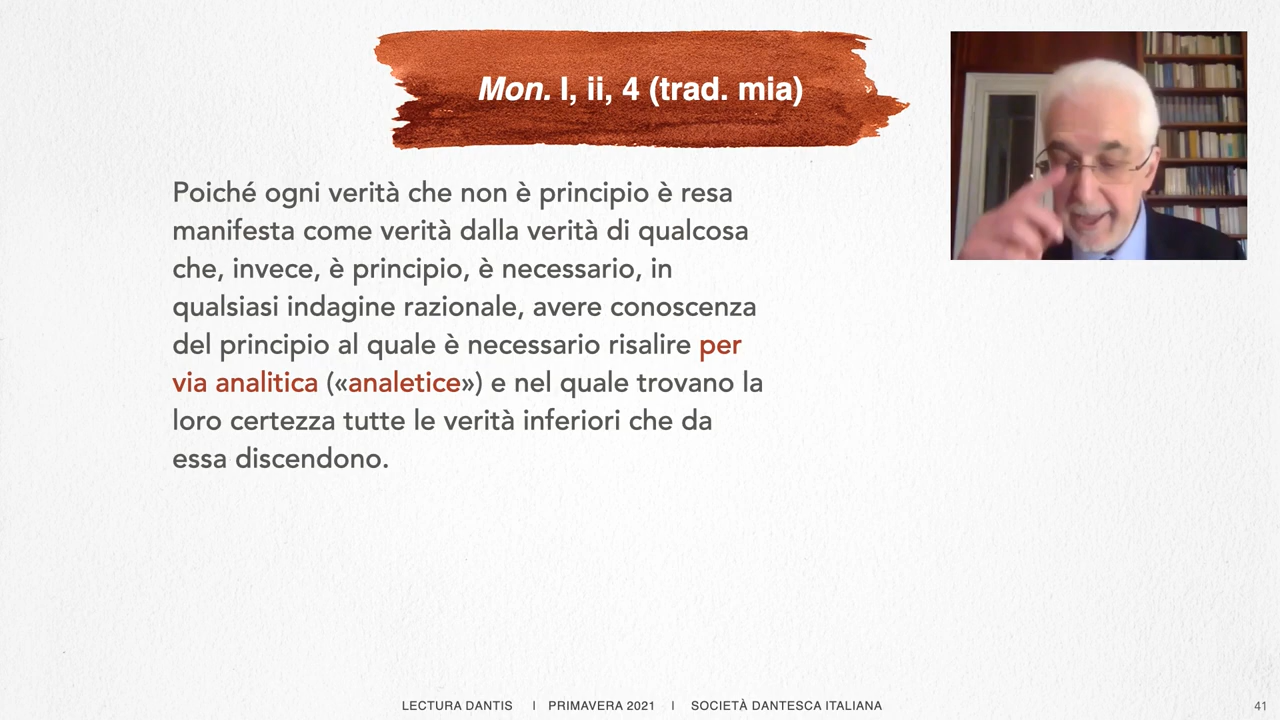 Mon. I, ii, 4 (trad. mia)
Poiché ogni verità che non è principio è resa
manifesta come verità dalla verità di qualcosa
che, invece, è principio, è necessario, in
qualsiasi indagine razionale, avere conoscenza
del principio al quale è necessario risalire per
via analitica («analetice») e nel quale trovano la
loro certezza tutte le verità inferiori che da
essa discendono.
LECTURA DANTIS I PRIMAVERA 2021 I SOCIETÀ DANTESCA ITALIANA
41